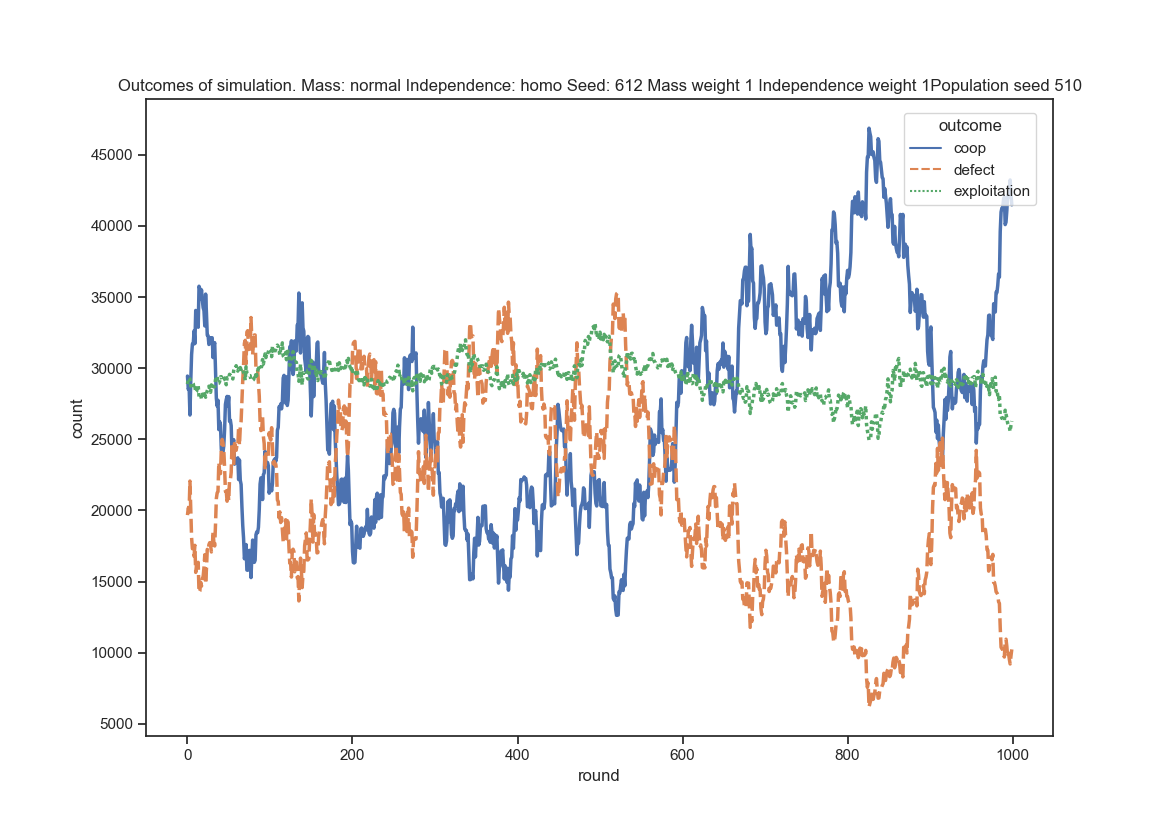 Outcomes of simulation. Mass: normal Independence: homo Seed: 612 Mass weight 1 Independence weight 1Population seed 510
outcome
coop
defect
exploitation
45000
40000
35000
30000
25000
20000
15000
10000
5000
count
0 200 400 600 800 1000
round